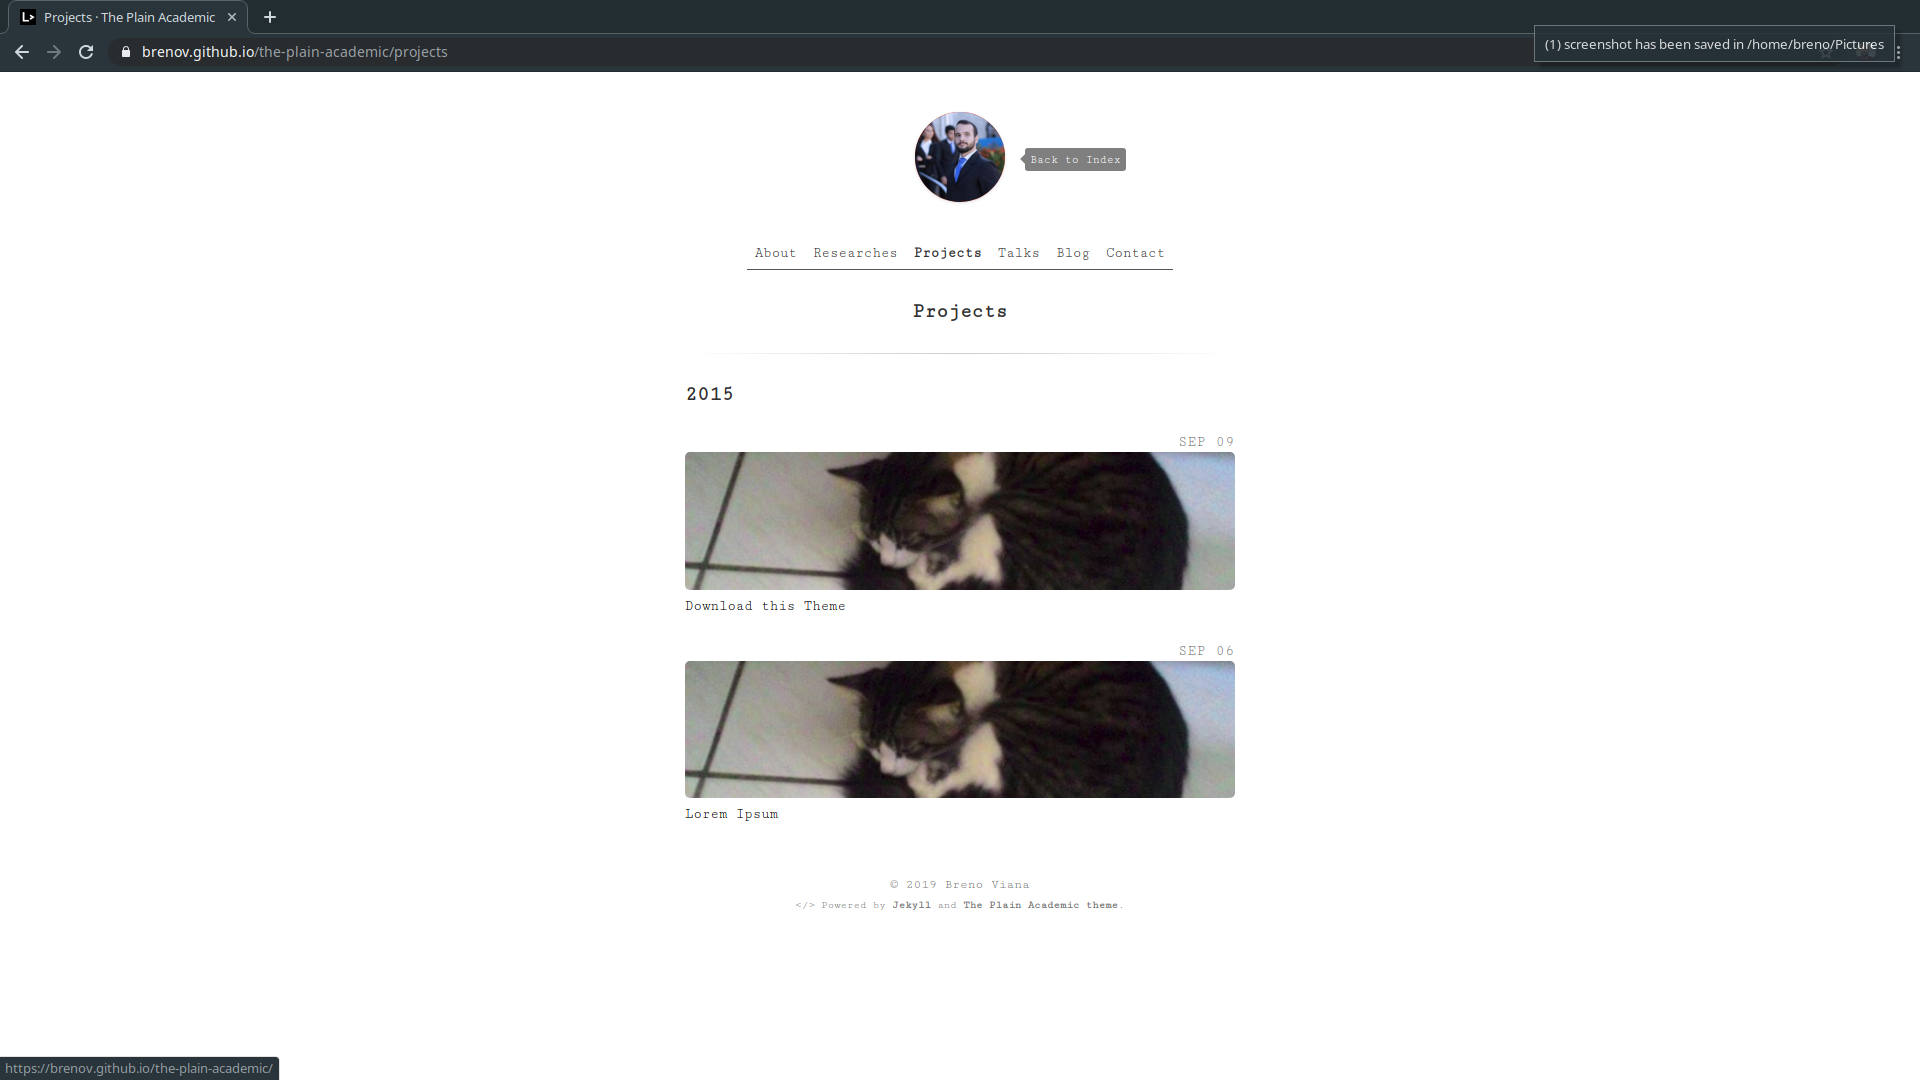 Projects · The Plain Academic
(1) screenshot has been saved in /home/breno/Pictures
brenov.github.io/the-plain-academic/projects
Back to Index
About Researches Projects Talks Blog Contact
Projects
2015
SEP 09
Download this Theme
SEP 06
Lorem Ipsum
© 2019 Breno Viana
</> Powered by Jekyll and The Plain Academic theme.
https://brenov.github.io/the-plain-academic/